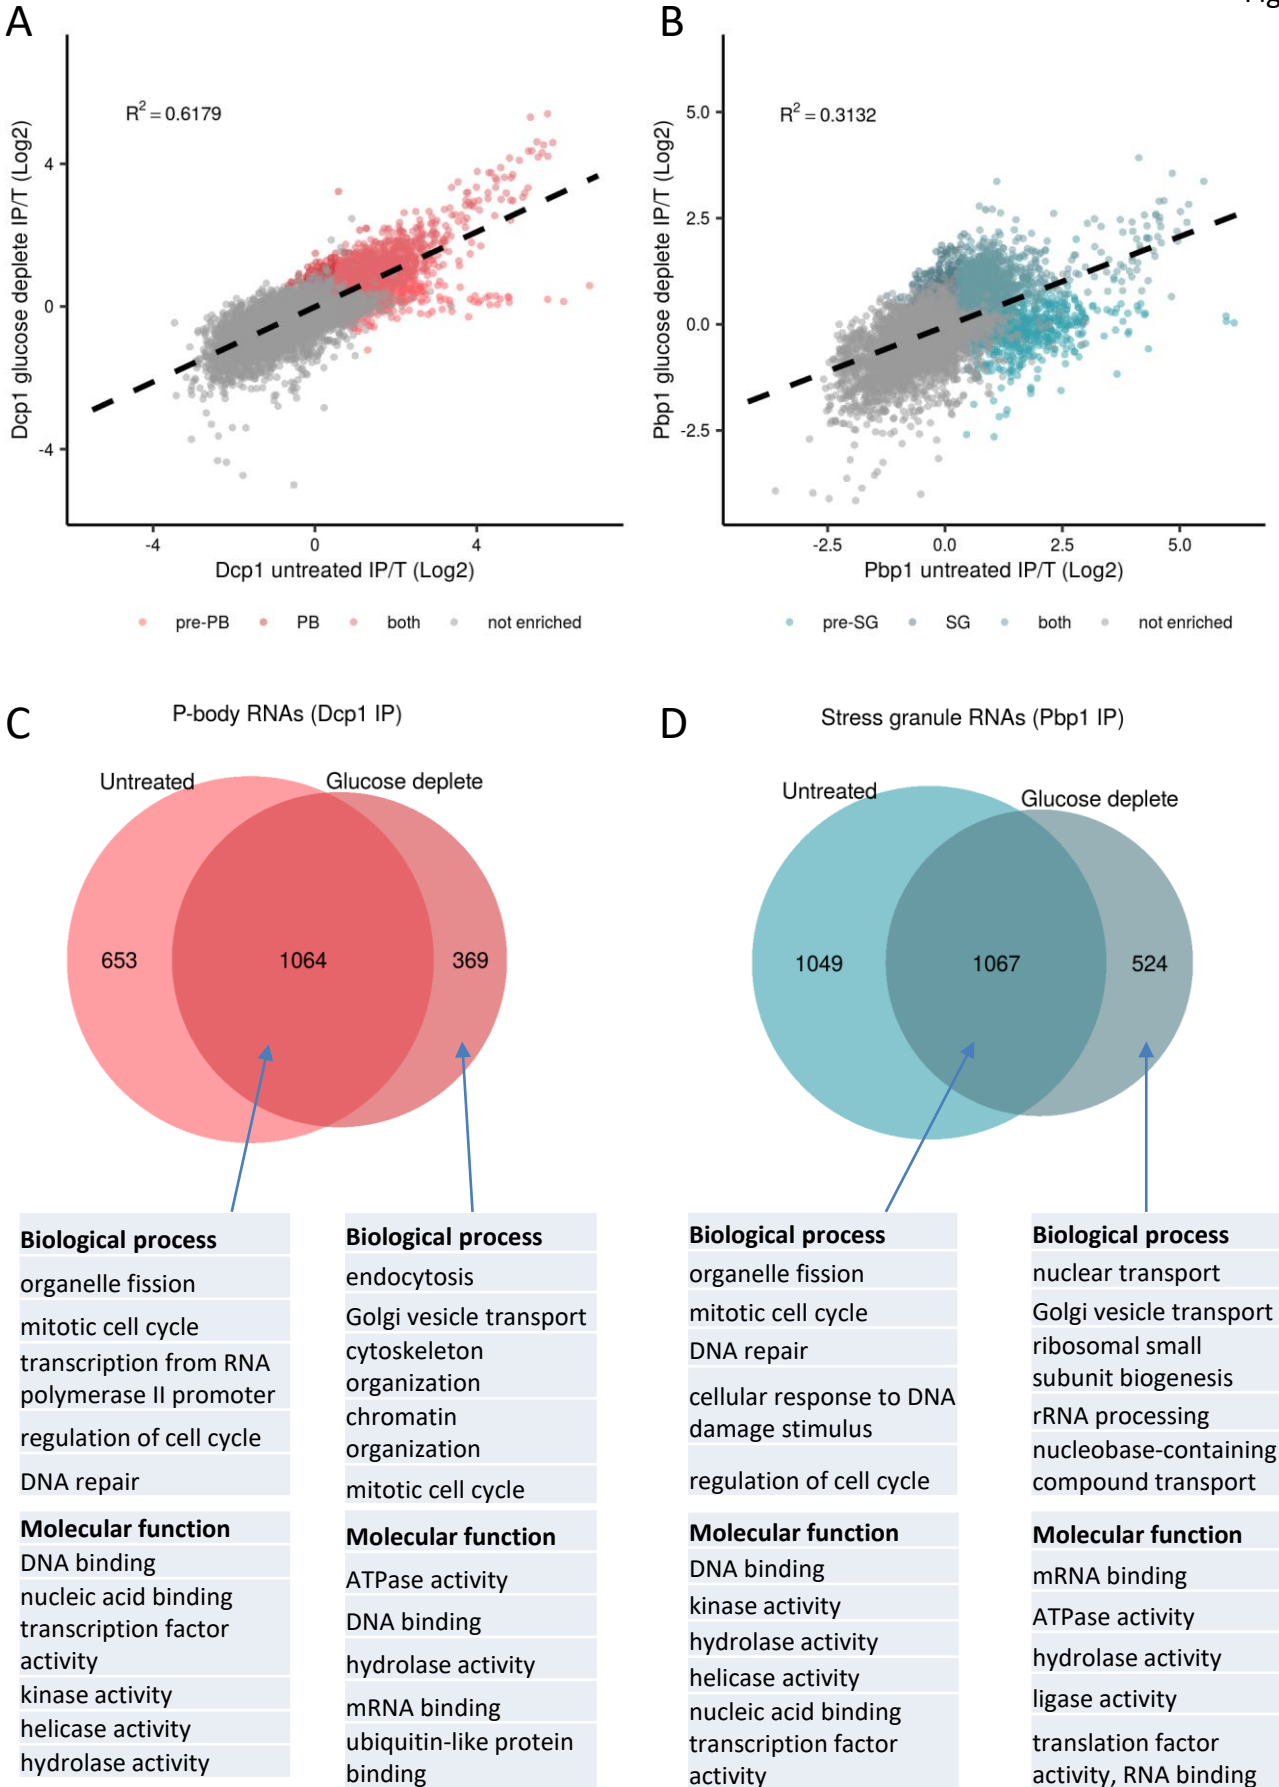 Fig
A
R² = 0.6179
Dcp1 glucose deplete IP/T (Log2)
4
0
-4
-4
0
4
Dcp1 untreated IP/T (Log2)
pre-PB
PB
both
not enriched
B
R² = 0.3132
Pbp1 glucose deplete IP/T (Log2)
5.0
2.5
0.0
-2.5
-2.5
0.0
2.5
5.0
Pbp1 untreated IP/T (Log2)
pre-SG
SG
both
not enriched
C
P-body RNAs (Dcp1 IP)
Untreated
Glucose deplete
653
1064
369
Biological process
organelle fission
mitotic cell cycle
transcription from RNA
polymerase II promoter
regulation of cell cycle
DNA repair
Molecular function
DNA binding
nucleic acid binding
transcription factor
activity
kinase activity
helicase activity
hydrolase activity
Biological process
endocytosis
Golgi vesicle transport
cytoskeleton
organization
chromatin
organization
mitotic cell cycle
Molecular function
ATPase activity
DNA binding
hydrolase activity
mRNA binding
ubiquitin-like protein
binding
D
Stress granule RNAs (Pbp1 IP)
Untreated
Glucose deplete
1049
1067
524
Biological process
organelle fission
mitotic cell cycle
DNA repair
cellular response to DNA
damage stimulus
regulation of cell cycle
Molecular function
DNA binding
kinase activity
hydrolase activity
helicase activity
nucleic acid binding
transcription factor
activity
Biological process
nuclear transport
Golgi vesicle transport
ribosomal small
subunit biogenesis
rRNA processing
nucleobase-containing
compound transport
Molecular function
mRNA binding
ATPase activity
hydrolase activity
ligase activity
translation factor
activity, RNA binding